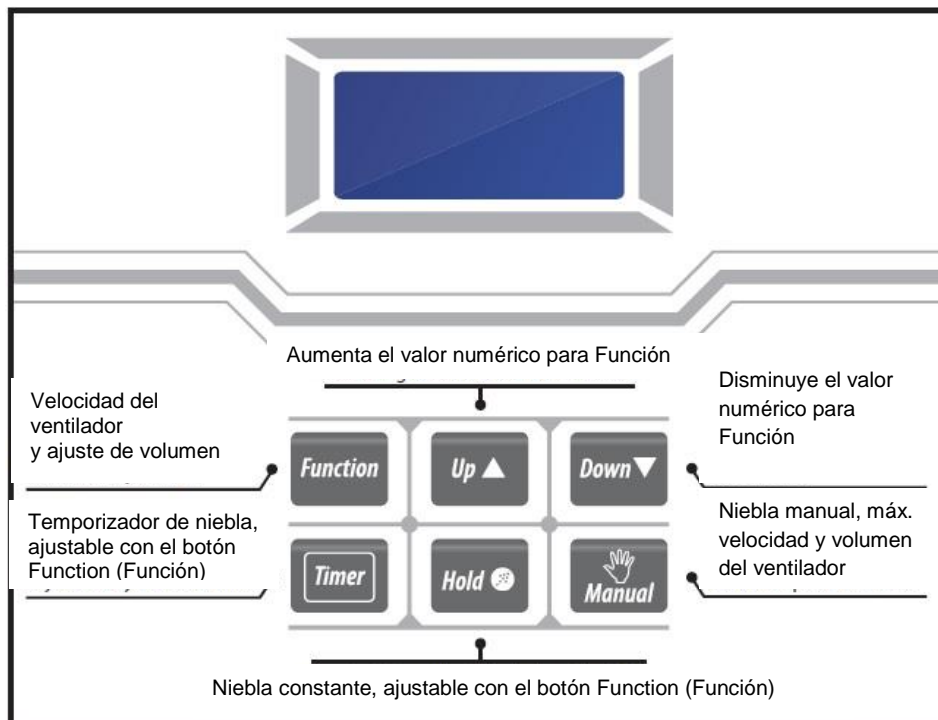 Aumenta el valor numérico para Función
Velocidad del
ventilador
y ajuste de volumen
Disminuye el valor
numérico para
Función
Function
Up ▲
Down ▼
Temporizador de niebla,
ajustable con el botón
Function (Función)
Niebla manual, máx.
velocidad y volumen
del ventilador
Timer
Hold
Manual
Niebla constante, ajustable con el botón Function (Función)